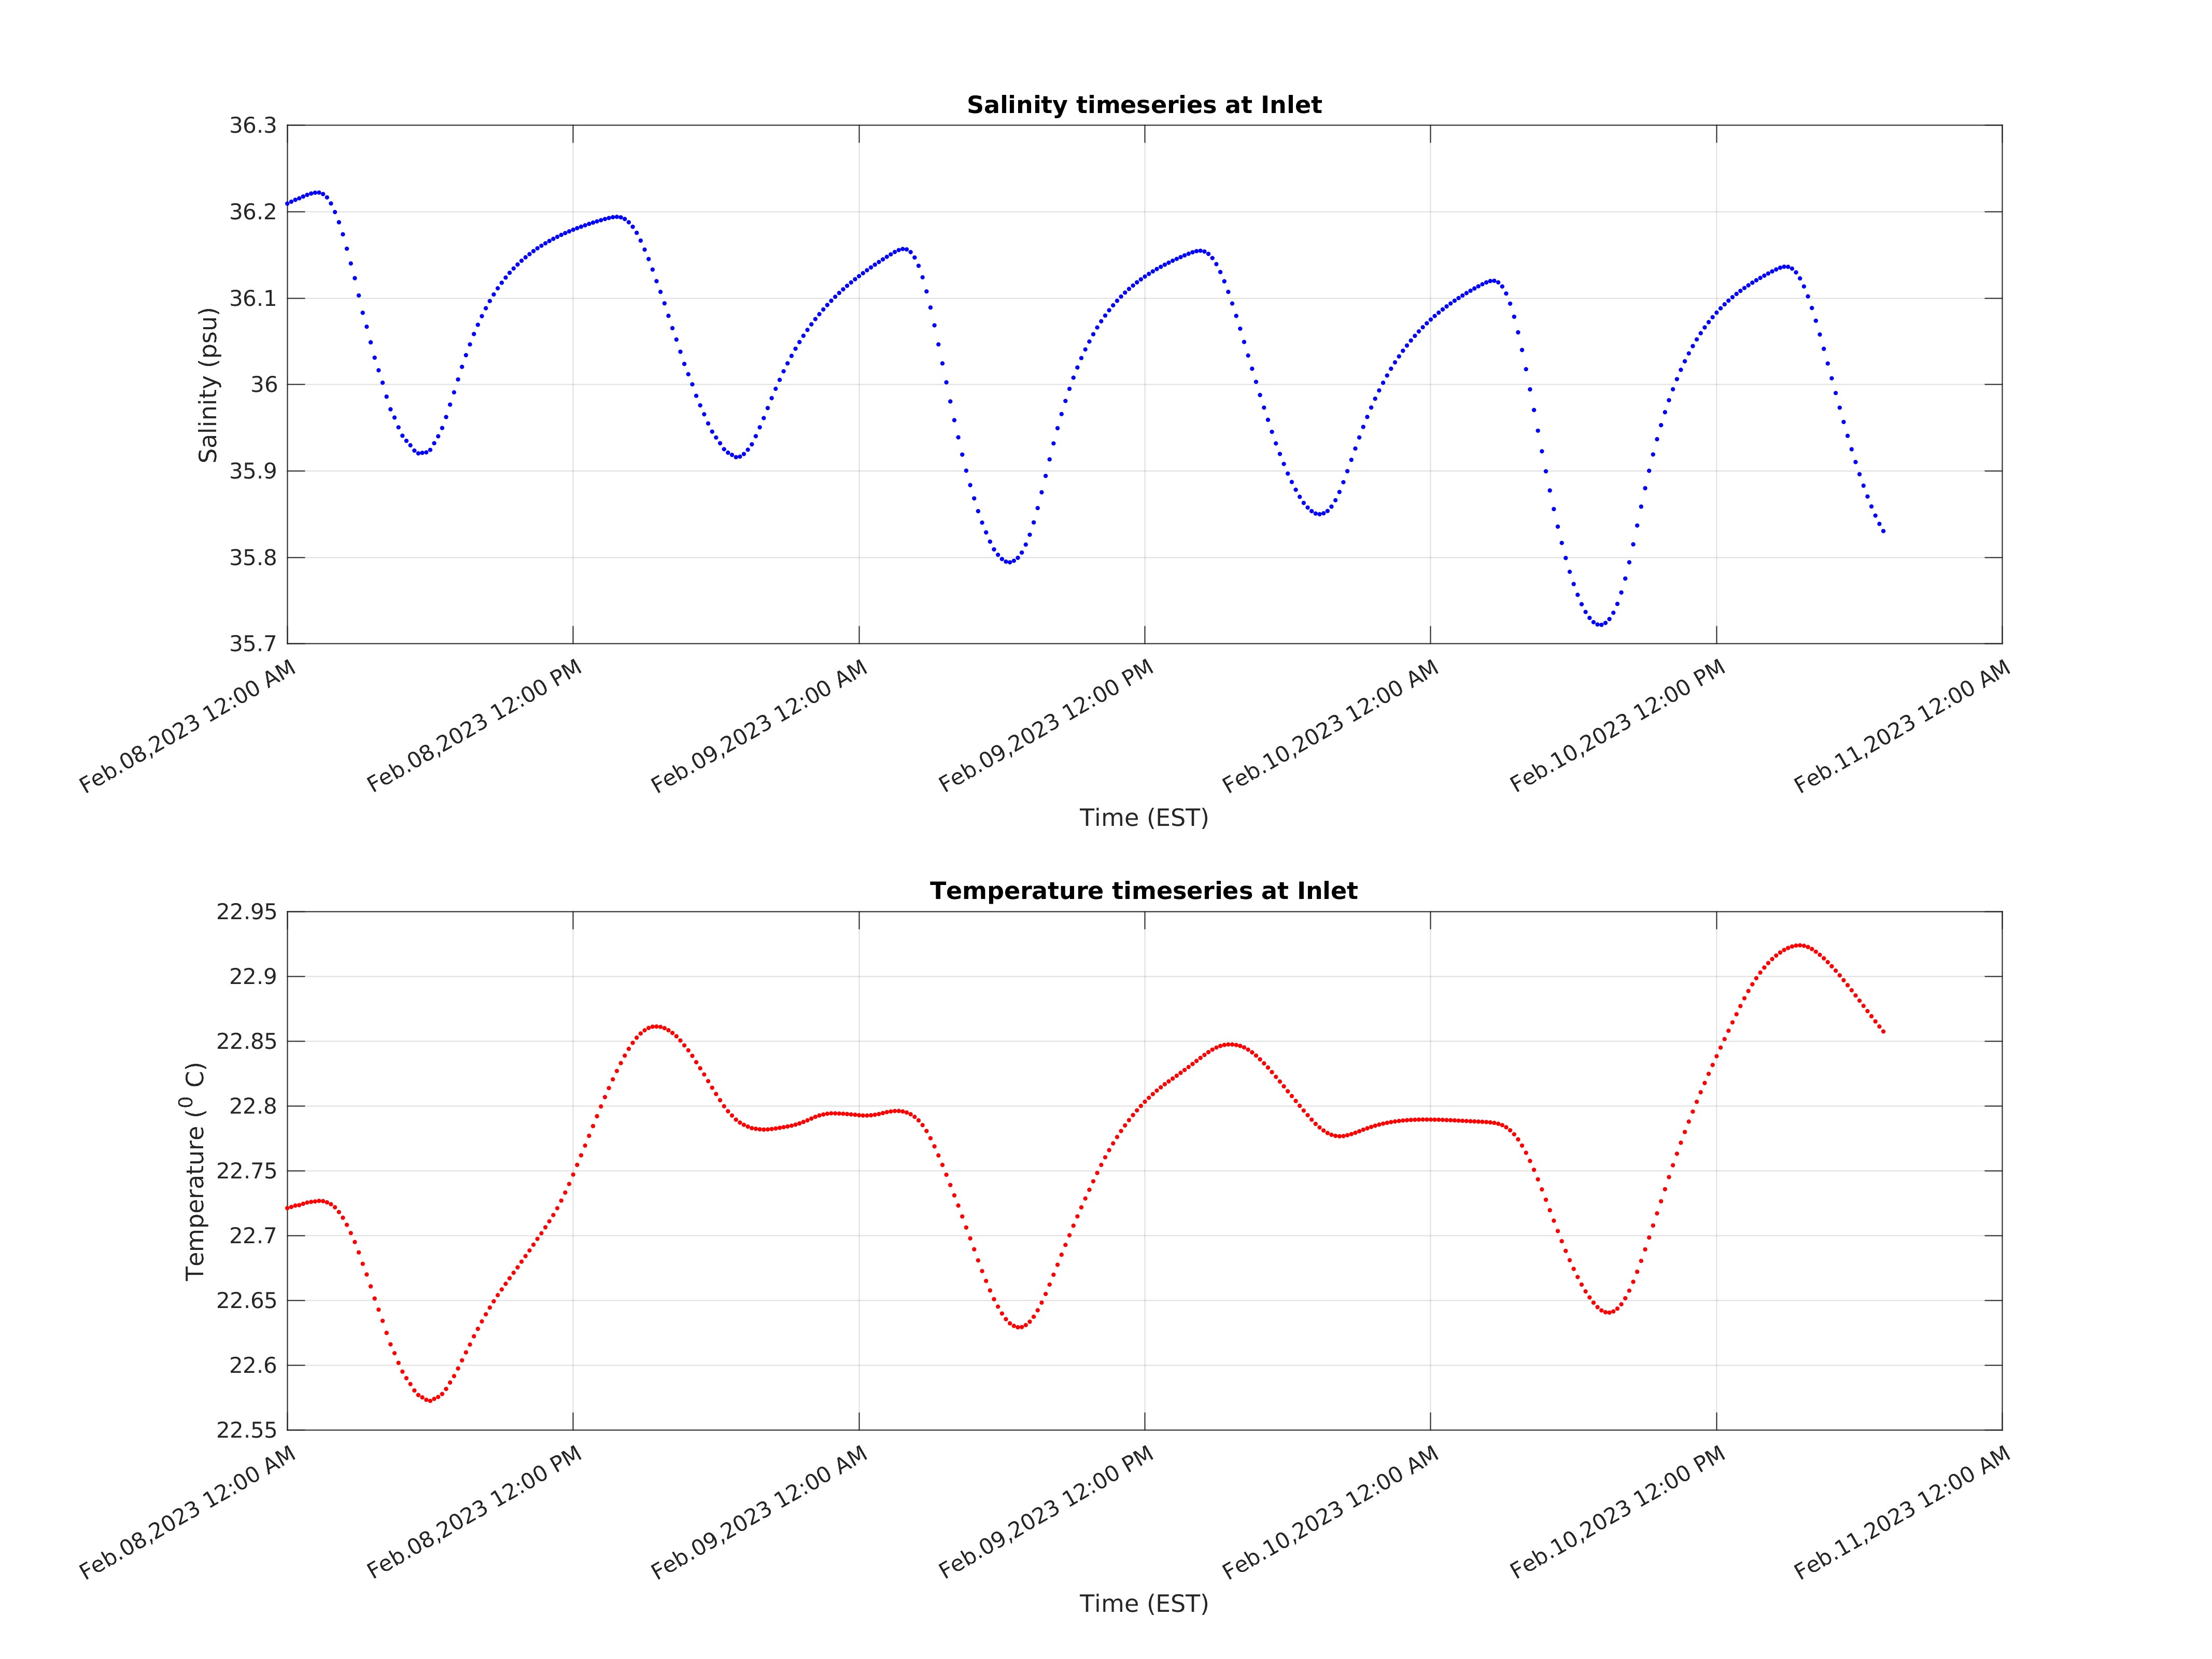 Salinity timeseries at Inlet
36.3
36.2
36.1
36
35.9
35.8
35.7
Salinity (psu)
Feb.08,2023 12:00 AM
Feb.08,2023 12:00 PM
Feb.09,2023 12:00 AM
Feb.09,2023 12:00 PM
Feb.10,2023 12:00 AM
Feb.10,2023 12:00 PM
Feb.11,2023 12:00 AM
Time (EST)
Temperature timeseries at Inlet
22.95
22.9
22.85
22.8
22.75
22.7
22.65
22.6
22.55
Temperature (⁰ C)
Feb.08,2023 12:00 AM
Feb.08,2023 12:00 PM
Feb.09,2023 12:00 AM
Feb.09,2023 12:00 PM
Feb.10,2023 12:00 AM
Feb.10,2023 12:00 PM
Feb.11,2023 12:00 AM
Time (EST)